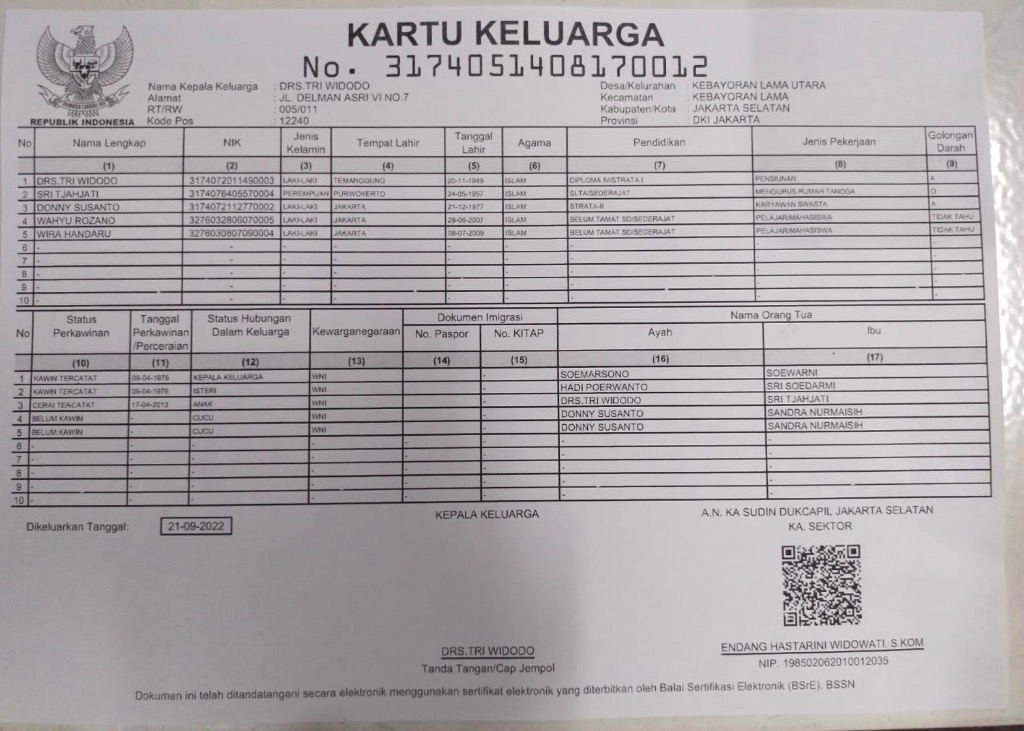 KARTU KELUARGA
No. 3174051408170012
REPUBLIK INDONESIA
Nama Kepala Keluarga : DRS.TRI WIDODO
Alamat : JL. DELMAN ASRI VI NO.7
RT/RW : 005/011
Kode Pos : 12240
Desa/Kelurahan : KEBAYORAN LAMA UTARA
Kecamatan : KEBAYORAN LAMA
Kabupaten/Kota : JAKARTA SELATAN
Provinsi : DKI JAKARTA
No Nama Lengkap NIK Jenis Kelamin Tempat Lahir Tanggal Lahir Agama Pendidikan Jenis Pekerjaan Golongan Darah
(1) (2) (3) (4) (5) (6) (7) (8) (9)
1 DRS.TRI WIDODO 3174072011490003 LAKI-LAKI TEMANGGUNG 20-11-1949 ISLAM DIPLOMA IV/STRATA I PENSIUNAN A
2 SRI TJAHJATI 3174076405570004 PEREMPUAN PURWOKERTO 24-05-1957 ISLAM SLTA/SEDERAJAT MENGURUS RUMAH TANGGA O
3 DONNY SUSANTO 3174072112770002 LAKI-LAKI JAKARTA 21-12-1977 ISLAM STRATA-II KARYAWAN SWASTA A
4 WAHYU ROZANO 3276032806070005 LAKI-LAKI JAKARTA 28-06-2007 ISLAM BELUM TAMAT SD/SEDERAJAT PELAJAR/MAHASISWA TIDAK TAHU
5 WIRA HANDARU 3276030807090004 LAKI-LAKI JAKARTA 08-07-2009 ISLAM BELUM TAMAT SD/SEDERAJAT PELAJAR/MAHASISWA TIDAK TAHU
6 - - - - - - - - -
7 - - - - - - - - -
8 - - - - - - - - -
9 - - - - - - - - -
10 - - - - - - - - -
No Status Perkawinan Tanggal Perkawinan /Perceraian Status Hubungan Dalam Keluarga Kewarganegaraan Dokumen Imigrasi No. Paspor No. KITAP Nama Orang Tua Ayah Ibu
(10) (11) (12) (13) (14) (15) (16) (17)
1 KAWIN TERCATAT 09-04-1976 KEPALA KELUARGA WNI - - SOEMARSONO SOEWARNI
2 KAWIN TERCATAT 09-04-1976 ISTERI WNI - - HADI POERWANTO SRI SOEDARMI
3 CERAI TERCATAT 17-04-2013 ANAK WNI - - DRS.TRI WIDODO SRI TJAHJATI
4 BELUM KAWIN - CUCU WNI - - DONNY SUSANTO SANDRA NURMAISIH
5 BELUM KAWIN - CUCU WNI - - DONNY SUSANTO SANDRA NURMAISIH
6 - - - - - - - -
7 - - - - - - - -
8 - - - - - - - -
9 - - - - - - - -
10 - - - - - - - -
Dikeluarkan Tanggal: 21-09-2022
KEPALA KELUARGA
DRS.TRI WIDODO
Tanda Tangan/Cap Jempol
A.N. KA SUDIN DUKCAPIL JAKARTA SELATAN
KA. SEKTOR
ENDANG HASTARINI WIDOWATI, S.KOM
NIP. 198502062010012035
Dokumen ini telah ditandatangani secara elektronik menggunakan sertifikat elektronik yang diterbitkan oleh Balai Sertifikasi Elektronik (BSrE), BSSN